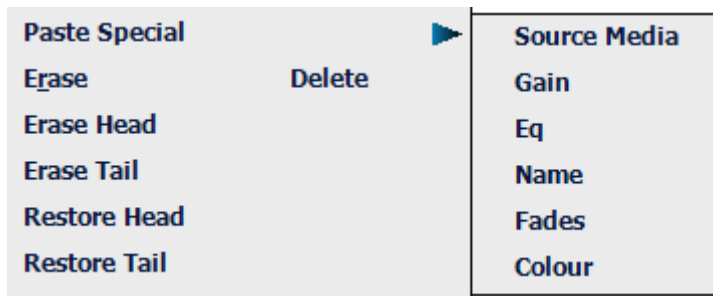 Paste Special
Erase Delete
Erase Head
Erase Tail
Restore Head
Restore Tail
Source Media
Gain
Eq
Name
Fades
Colour